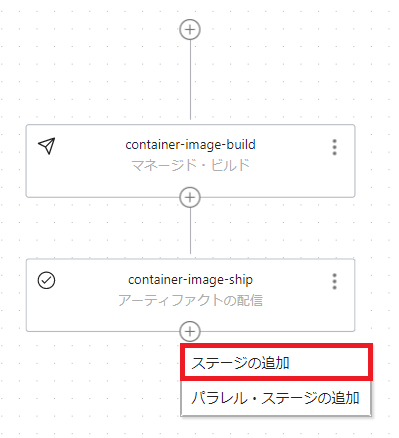 container-image-build
マネージド・ビルド
container-image-ship
アーティファクトの配信
ステージの追加
パラレル・ステージの追加